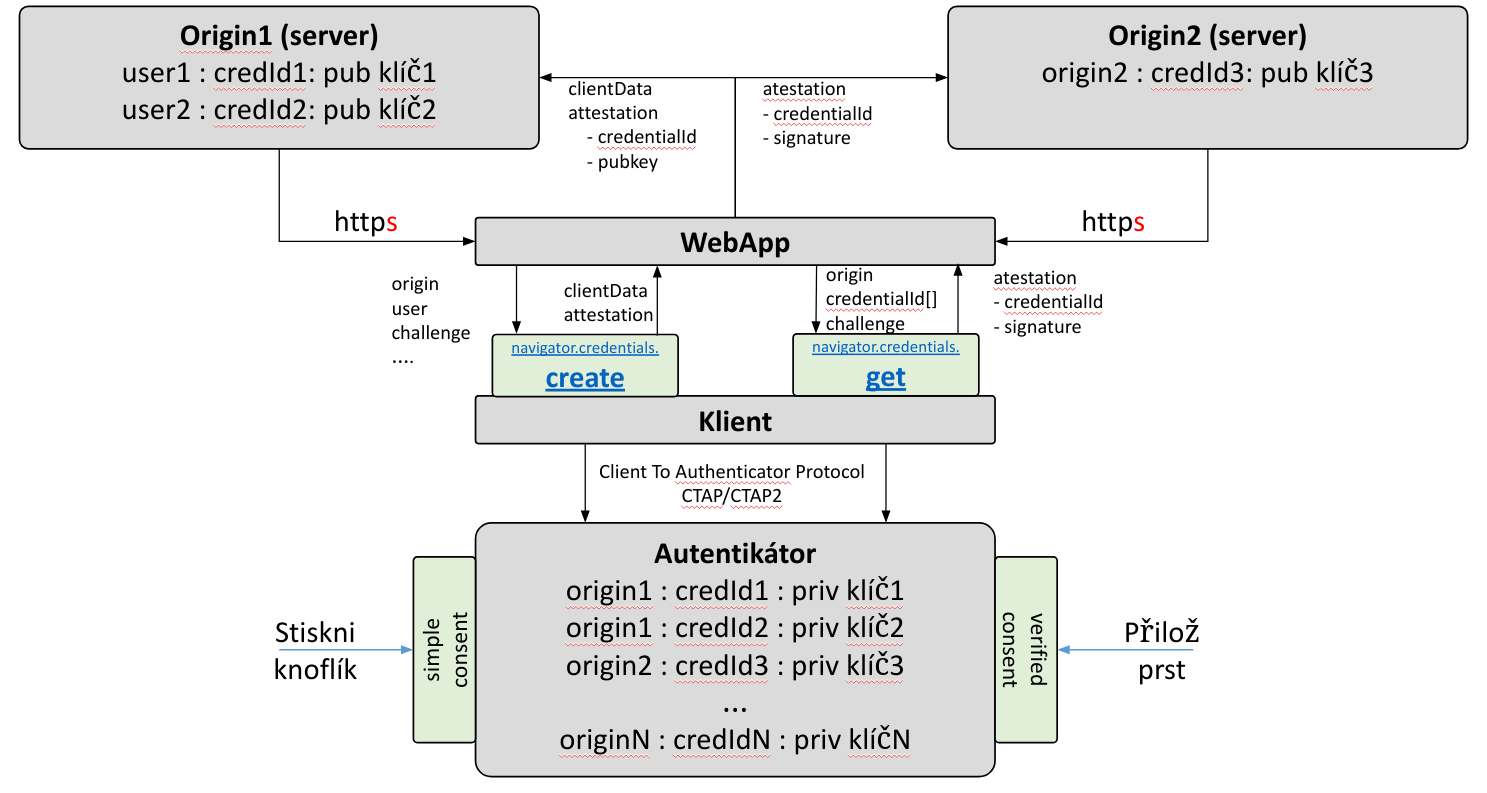 Origin1 (server)
user1 : credId1: pub klíč1
user2 : credId2: pub klíč2
Origin2 (server)
origin2 : credId3: pub klíč3
clientData
attestation
- credentialId
- pubkey
atestation
- credentialId
- signature
https
https
WebApp
origin
user
challenge
....
clientData
attestation
origin
credentialId[]
challenge
atestation
- credentialId
- signature
navigator.credentials.
create
navigator.credentials.
get
Klient
Client To Authenticator Protocol
CTAP/CTAP2
Autentikátor
origin1 : credId1 : priv klíč1
origin1 : credId2 : priv klíč2
origin2 : credId3 : priv klíč3
...
originN : credIdN : priv klíčN
Stiskni
knoflík
simple
consent
verified
consent
Přilož
prst